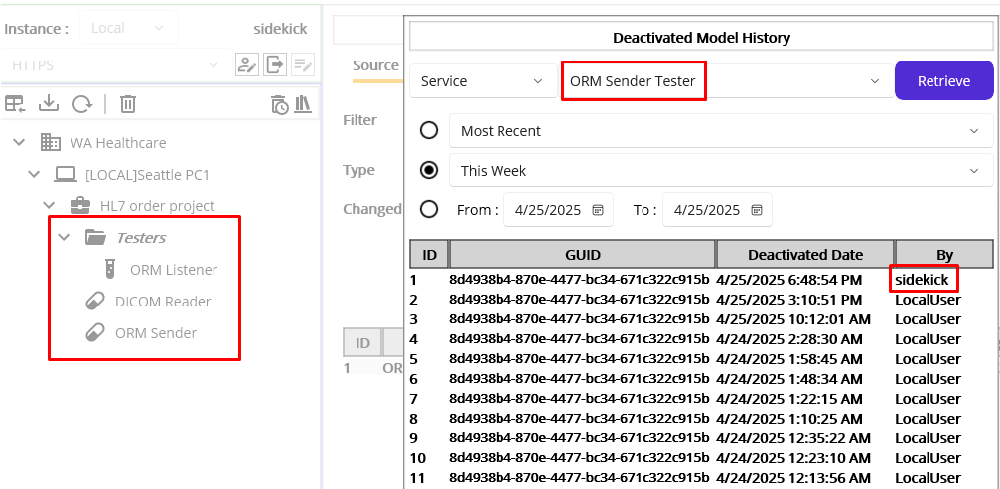 Instance : Local sidekick
HTTPS
WA Healthcare
[LOCAL]Seattle PC1
HL7 order project
Testers
ORM Listener
DICOM Reader
ORM Sender
Source
Filter
Type
Changed
ID
1 OR
Deactivated Model History
Service ORM Sender Tester Retrieve
Most Recent
This Week
From : 4/25/2025 To : 4/25/2025
ID GUID Deactivated Date By
1 8d4938b4-870e-4477-bc34-671c322c915b 4/25/2025 6:48:54 PM sidekick
2 8d4938b4-870e-4477-bc34-671c322c915b 4/25/2025 3:10:51 PM LocalUser
3 8d4938b4-870e-4477-bc34-671c322c915b 4/25/2025 10:12:01 AM LocalUser
4 8d4938b4-870e-4477-bc34-671c322c915b 4/24/2025 2:28:30 AM LocalUser
5 8d4938b4-870e-4477-bc34-671c322c915b 4/24/2025 1:58:45 AM LocalUser
6 8d4938b4-870e-4477-bc34-671c322c915b 4/24/2025 1:48:34 AM LocalUser
7 8d4938b4-870e-4477-bc34-671c322c915b 4/24/2025 1:22:15 AM LocalUser
8 8d4938b4-870e-4477-bc34-671c322c915b 4/24/2025 1:10:25 AM LocalUser
9 8d4938b4-870e-4477-bc34-671c322c915b 4/24/2025 12:35:22 AM LocalUser
10 8d4938b4-870e-4477-bc34-671c322c915b 4/24/2025 12:23:10 AM LocalUser
11 8d4938b4-870e-4477-bc34-671c322c915b 4/24/2025 12:13:56 AM LocalUser